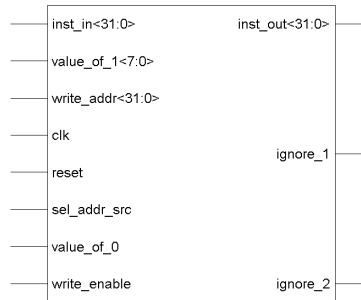 inst_in<31:0>
inst_out<31:0>
value_of_1<7:0>
write_addr<31:0>
clk
ignore_1
reset
sel_addr_src
value_of_0
write_enable
ignore_2